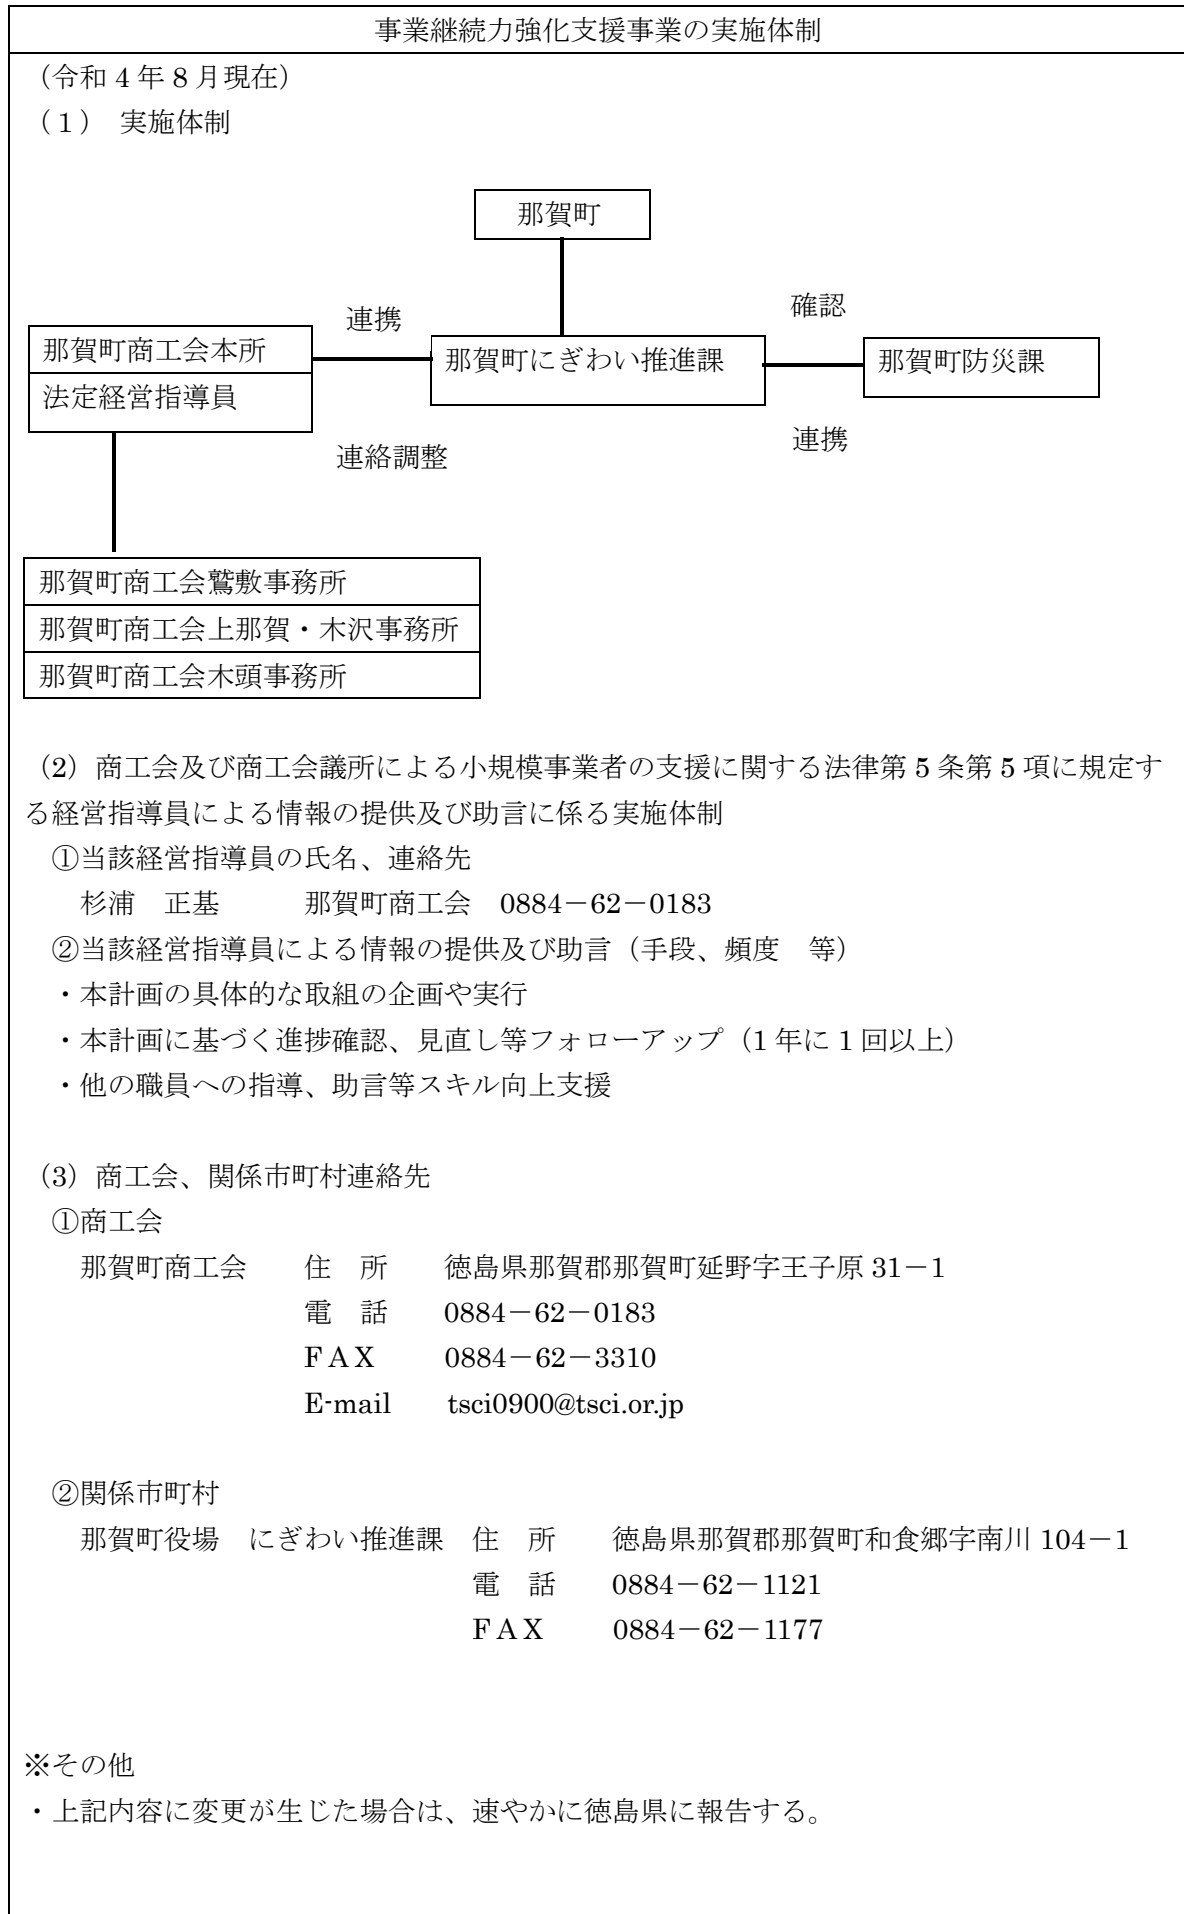 事業継続力強化支援事業の実施体制
（令和 4 年 8 月現在）
（１） 実施体制
那賀町
連携
確認
那賀町商工会本所
那賀町にぎわい推進課
那賀町防災課
法定経営指導員
連絡調整
連携
那賀町商工会鷲敷事務所
那賀町商工会上那賀・木沢事務所
那賀町商工会木頭事務所
（2）商工会及び商工会議所による小規模事業者の支援に関する法律第 5 条第 5 項に規定す
る経営指導員による情報の提供及び助言に係る実施体制
①当該経営指導員の氏名、連絡先
杉浦　正基　　　那賀町商工会　0884－62－0183
②当該経営指導員による情報の提供及び助言（手段、頻度　等）
・本計画の具体的な取組の企画や実行
・本計画に基づく進捗確認、見直し等フォローアップ（1 年に 1 回以上）
・他の職員への指導、助言等スキル向上支援
（3）商工会、関係市町村連絡先
①商工会
那賀町商工会　　住　所　　徳島県那賀郡那賀町延野字王子原 31－1
電　話　　0884－62－0183
ＦＡＸ　　0884－62－3310
E-mail　　tsci0900@tsci.or.jp
②関係市町村
那賀町役場　にぎわい推進課　住　所　　徳島県那賀郡那賀町和食郷字南川 104－1
電　話　　0884－62－1121
ＦＡＸ　　0884－62－1177
※その他
・上記内容に変更が生じた場合は、速やかに徳島県に報告する。